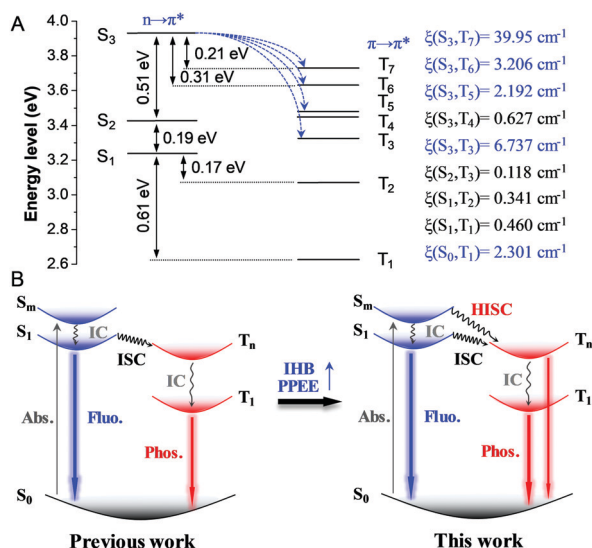 A
n→π*
π→π*
Energy level (eV)
4.0
3.8
3.6
3.4
3.2
3.0
2.8
2.6
S3
S2
S1
0.51 eV
0.19 eV
0.61 eV
0.21 eV
0.31 eV
0.17 eV
T7
T6
T5
T4
T3
T2
T1
ξ(S3,T7) = 39.95 cm⁻¹
ξ(S3,T6) = 3.206 cm⁻¹
ξ(S3,T5) = 2.192 cm⁻¹
ξ(S3,T4) = 0.627 cm⁻¹
ξ(S3,T3) = 6.737 cm⁻¹
ξ(S2,T3) = 0.118 cm⁻¹
ξ(S1,T2) = 0.341 cm⁻¹
ξ(S1,T1) = 0.460 cm⁻¹
ξ(S0,T1) = 2.301 cm⁻¹
B
Sm
S1
IC
ISC
Tn
IC
T1
Abs.
Fluo.
Phos.
S0
Previous work
IHB
PPEE ↑
Sm
HISC
S1
IC
ISC
Tn
IC
T1
Abs.
Fluo.
Phos.
S0
This work